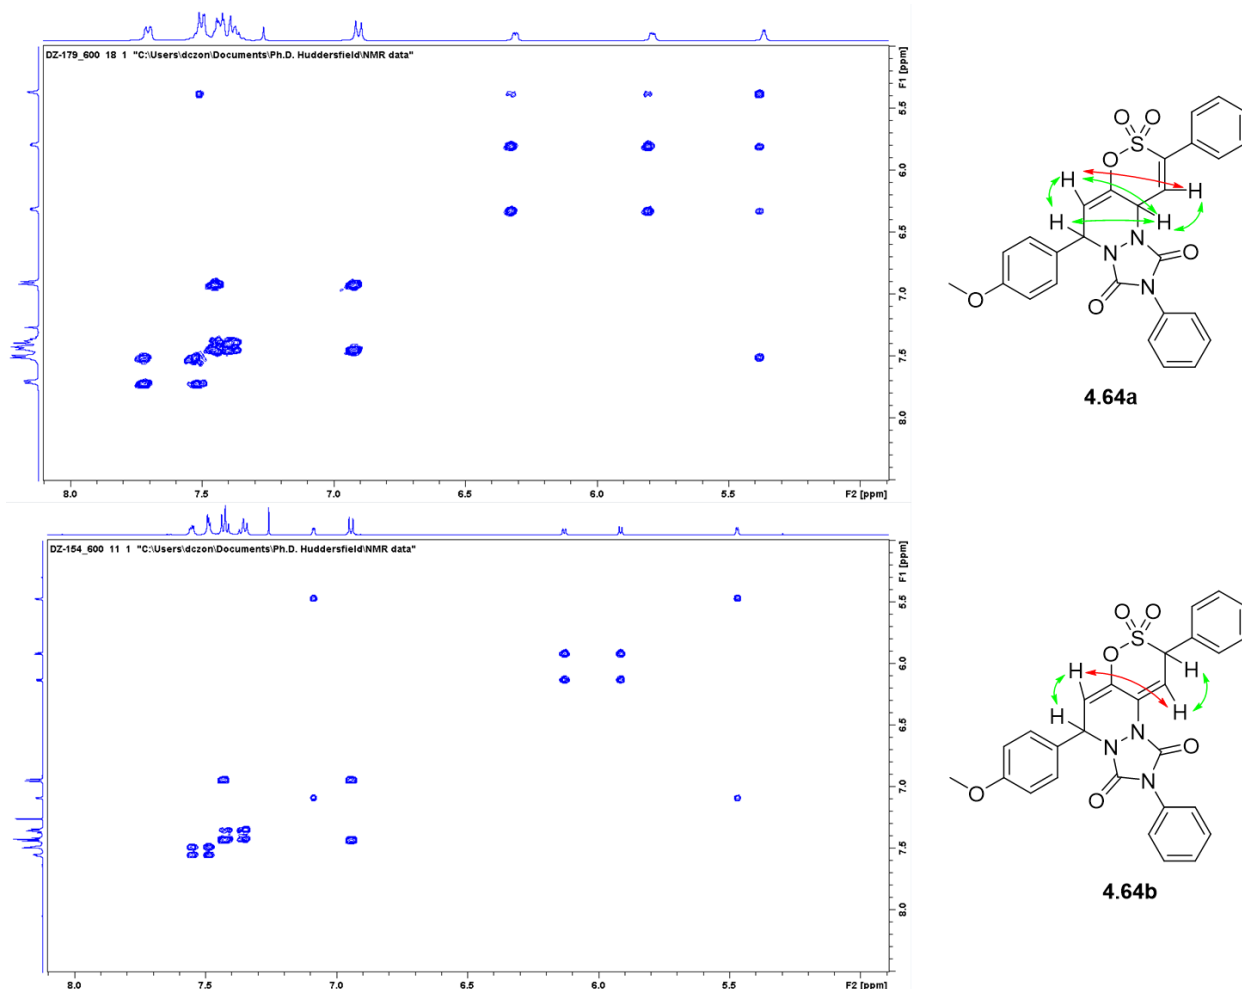 DZ-179_600 18 1 "C:\Users\dczon\Documents\Ph.D. Huddersfield\NMR data"
F1 [ppm]
5.5
6.0
6.5
7.0
7.5
8.0
8.0 7.5 7.0 6.5 6.0 5.5 F2 [ppm]
O O
S
O
H H
H H
N
N O
N
O
O
4.64a
DZ-154_600 11 1 "C:\Users\dczon\Documents\Ph.D. Huddersfield\NMR data"
F1 [ppm]
5.5
6.0
6.5
7.0
7.5
8.0
8.0 7.5 7.0 6.5 6.0 5.5 F2 [ppm]
O O
S
O
H H
H H
N
N O
N
O
O
4.64b